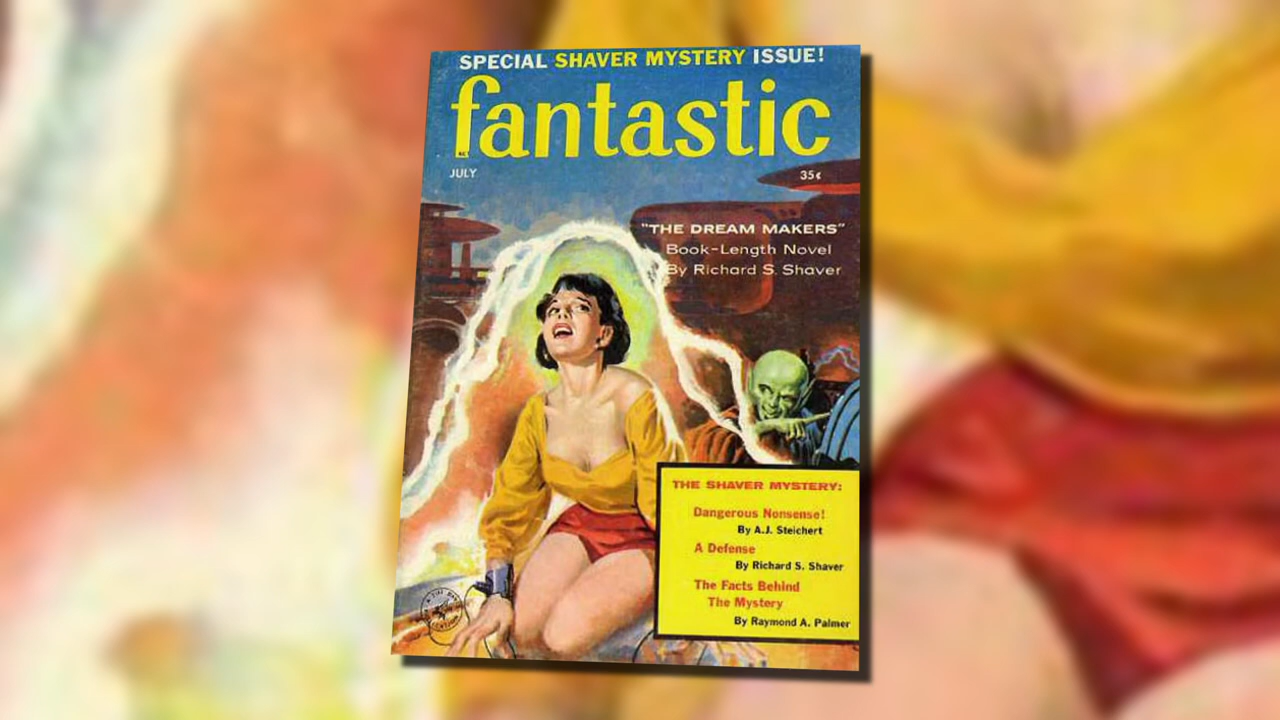 SPECIAL SHAVER MYSTERY ISSUE!
fantastic
JULY
35¢
"THE DREAM MAKERS"
Book-Length Novel
By Richard S. Shaver
THE SHAVER MYSTERY:
Dangerous Nonsense!
By A.J. Steichert
A Defense
By Richard S. Shaver
The Facts Behind
The Mystery
By Raymond A. Palmer